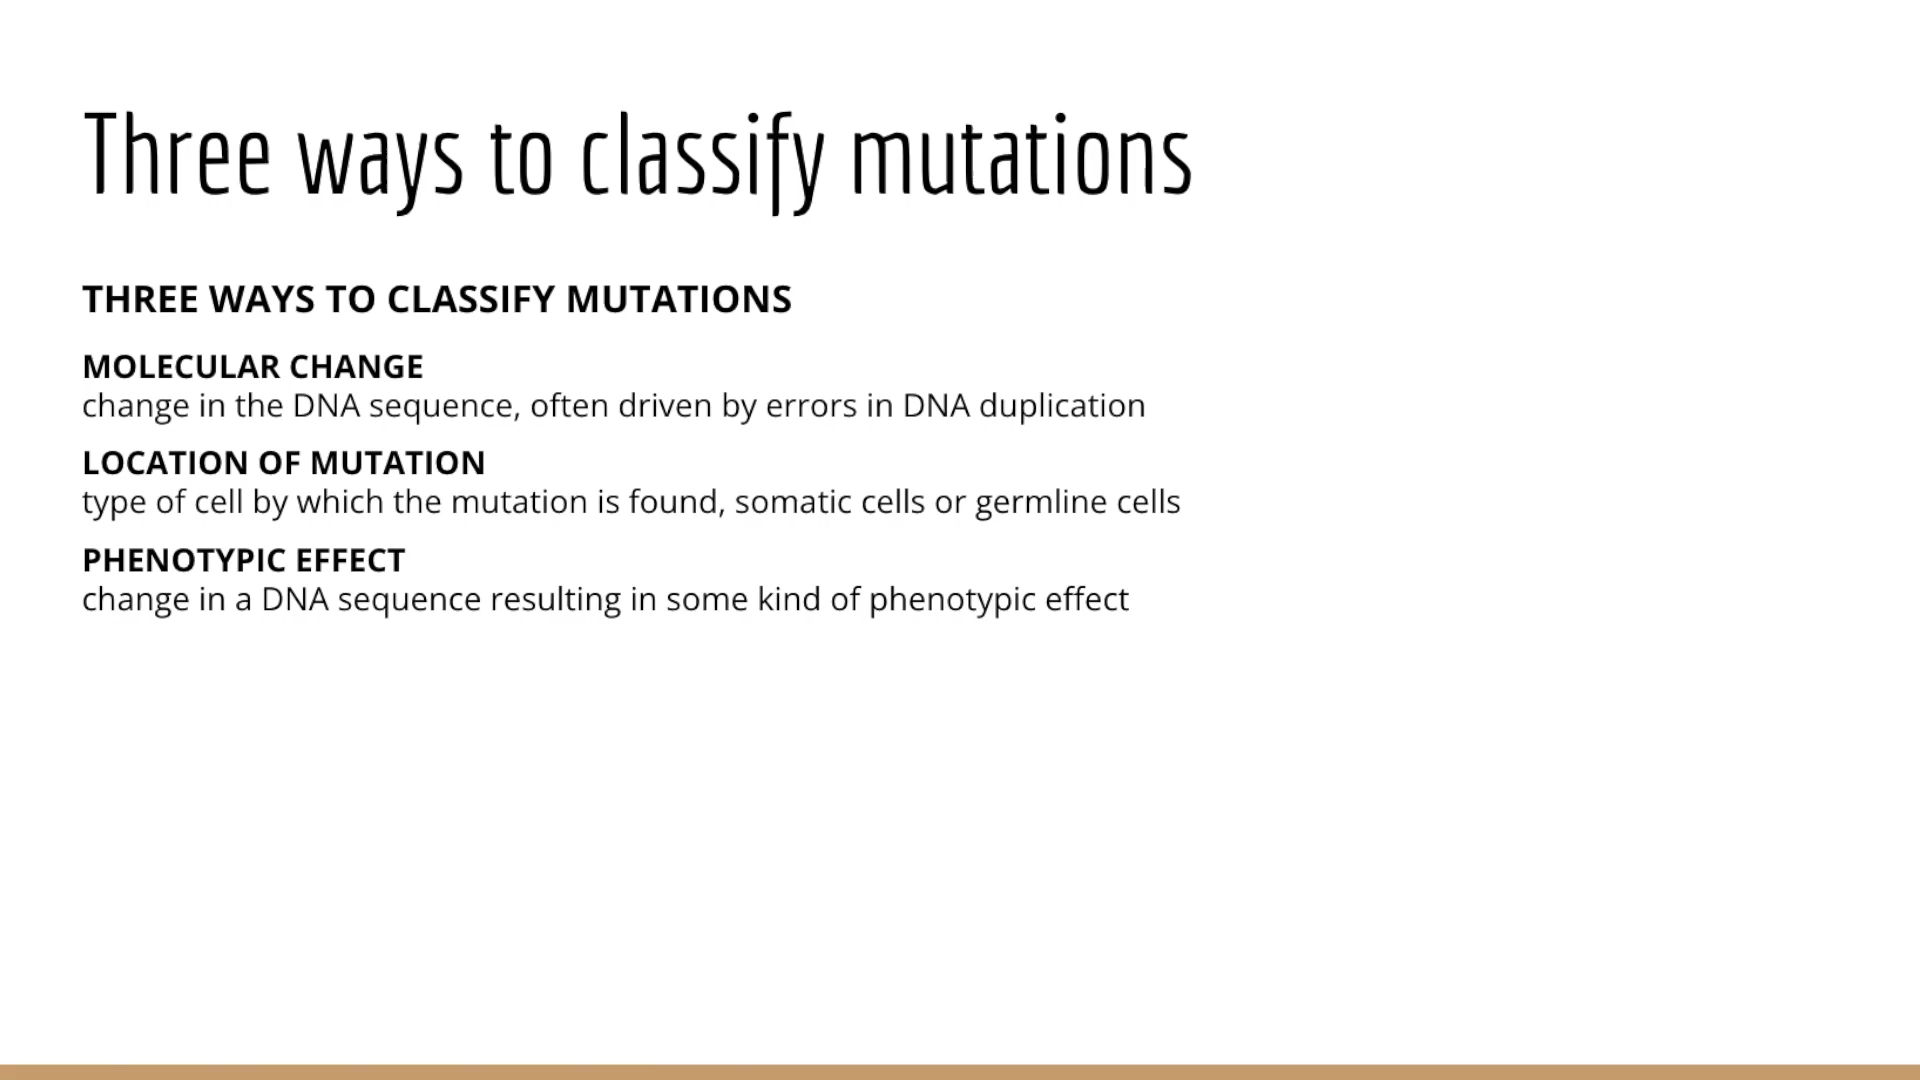 Three ways to classify mutations
THREE WAYS TO CLASSIFY MUTATIONS
MOLECULAR CHANGE
change in the DNA sequence, often driven by errors in DNA duplication
LOCATION OF MUTATION
type of cell by which the mutation is found, somatic cells or germline cells
PHENOTYPIC EFFECT
change in a DNA sequence resulting in some kind of phenotypic effect